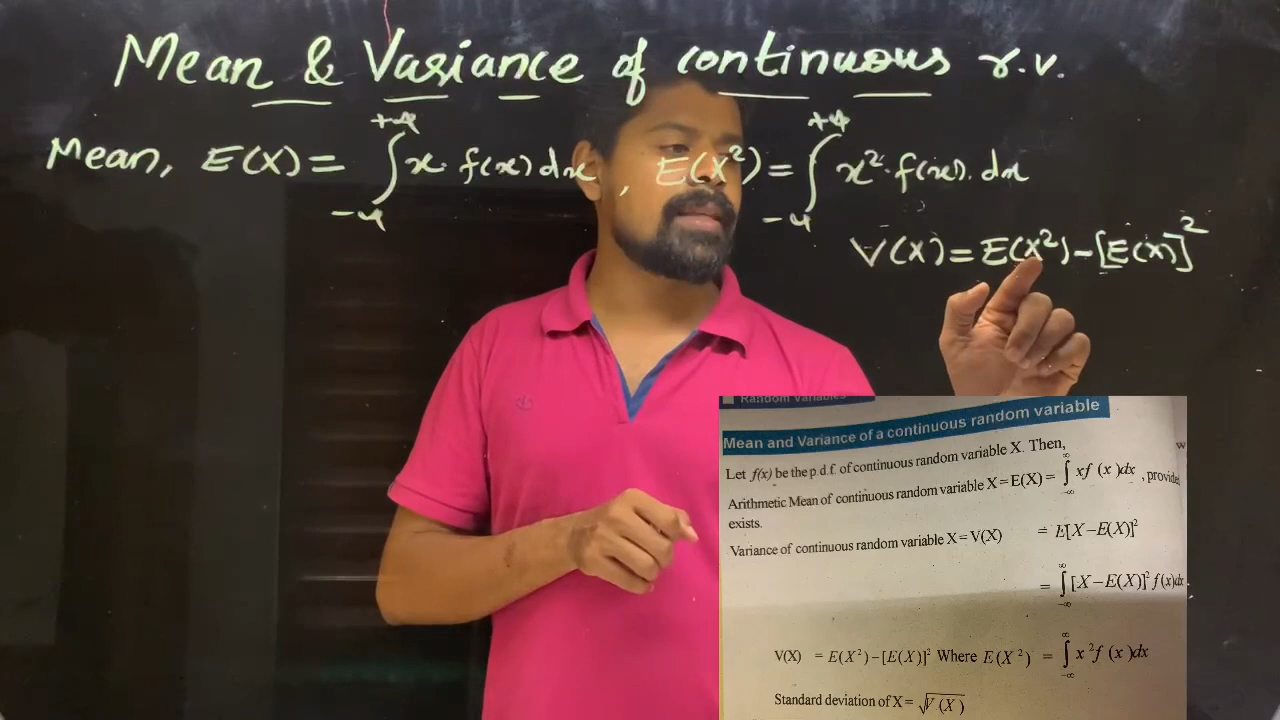 Mean & Variance of continuous r.v.
Mean, E(X) = ∫₋∞⁺∞ x. f(x) dx , E(X²) = ∫₋∞⁺∞ x². f(x). dx
V(X) = E(X²) – [E(X)]²
Random Variables
Mean and Variance of a continuous random variable
Let f(x) be the p.d.f. of continuous random variable X. Then,
Arithmetic Mean of continuous random variable X = E(X) = ∫₋∞^∞ xf (x )dx , provided
exists.
Variance of continuous random variable X = V(X) = E[X – E(X)]²
= ∫₋∞^∞ [X – E(X)]² f(x)dx
V(X) = E(X²) – [E(X)]² Where E(X²) = ∫₋∞^∞ x² f (x )dx
Standard deviation of X = √V(X)